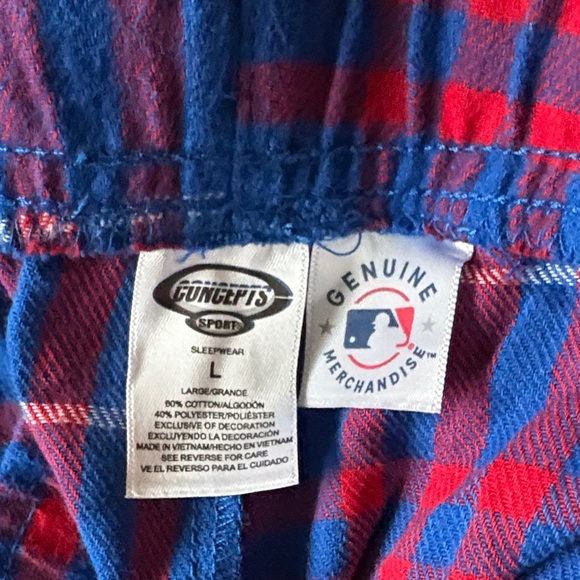 CONCEPTS
SPORT
SLEEPWEAR
L
LARGE/GRANDE
60% COTTON/ALGODÓN
40% POLYESTER/POLIÉSTER
EXCLUSIVE OF DECORATION
EXCLUYENDO LA DECORACIÓN
MADE IN VIETNAM/HECHO EN VIETNAM
SEE REVERSE FOR CARE
VE EL REVERSO PARA EL CUIDADO
GENUINE
MERCHANDISE™